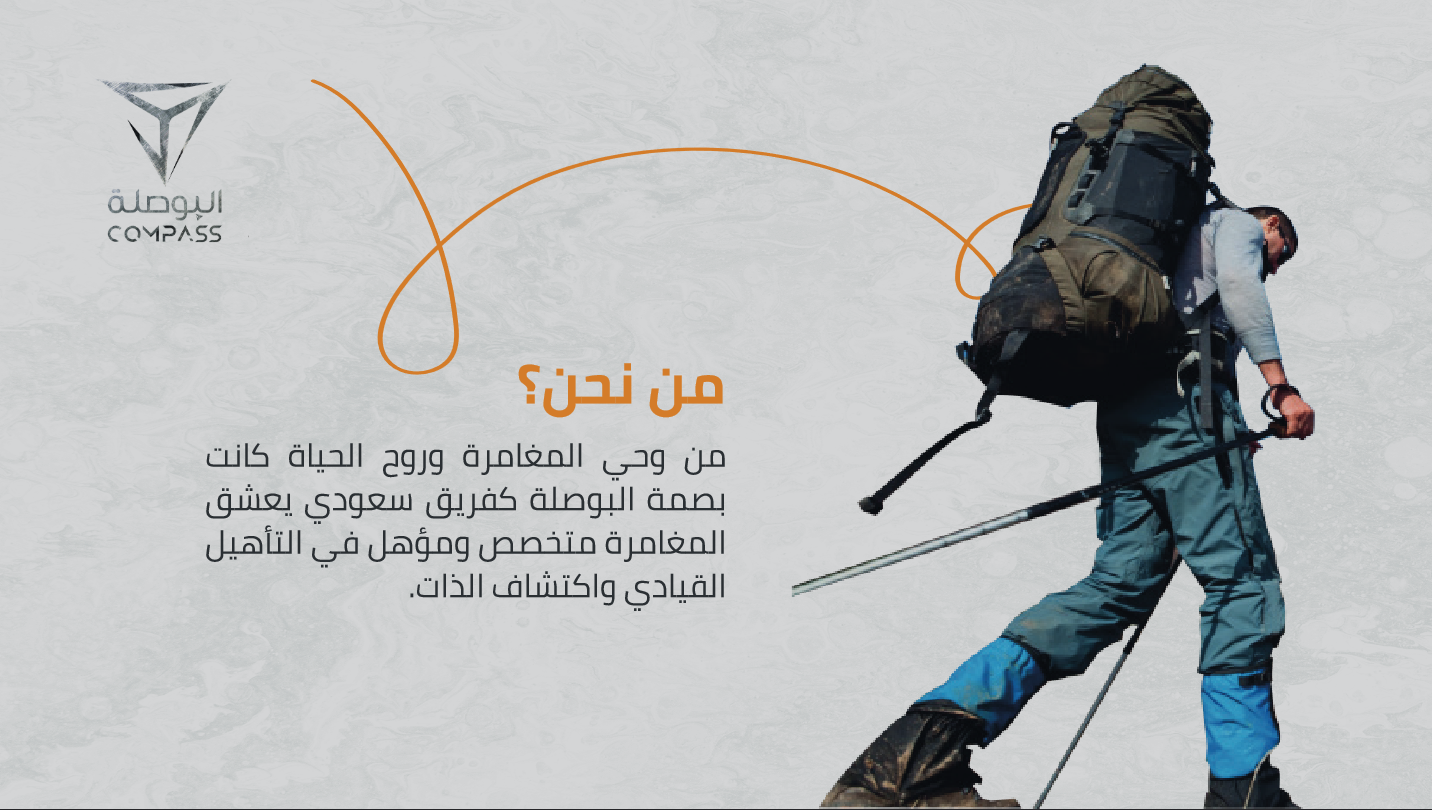 البوصلة
COMPASS
من نحن؟
من وحي المغامرة وروح الحياة كانت
بصمة البوصلة كفريق سعودي يعشق
المغامرة متخصص ومؤهل في التأهيل
القيادي واكتشاف الذات.